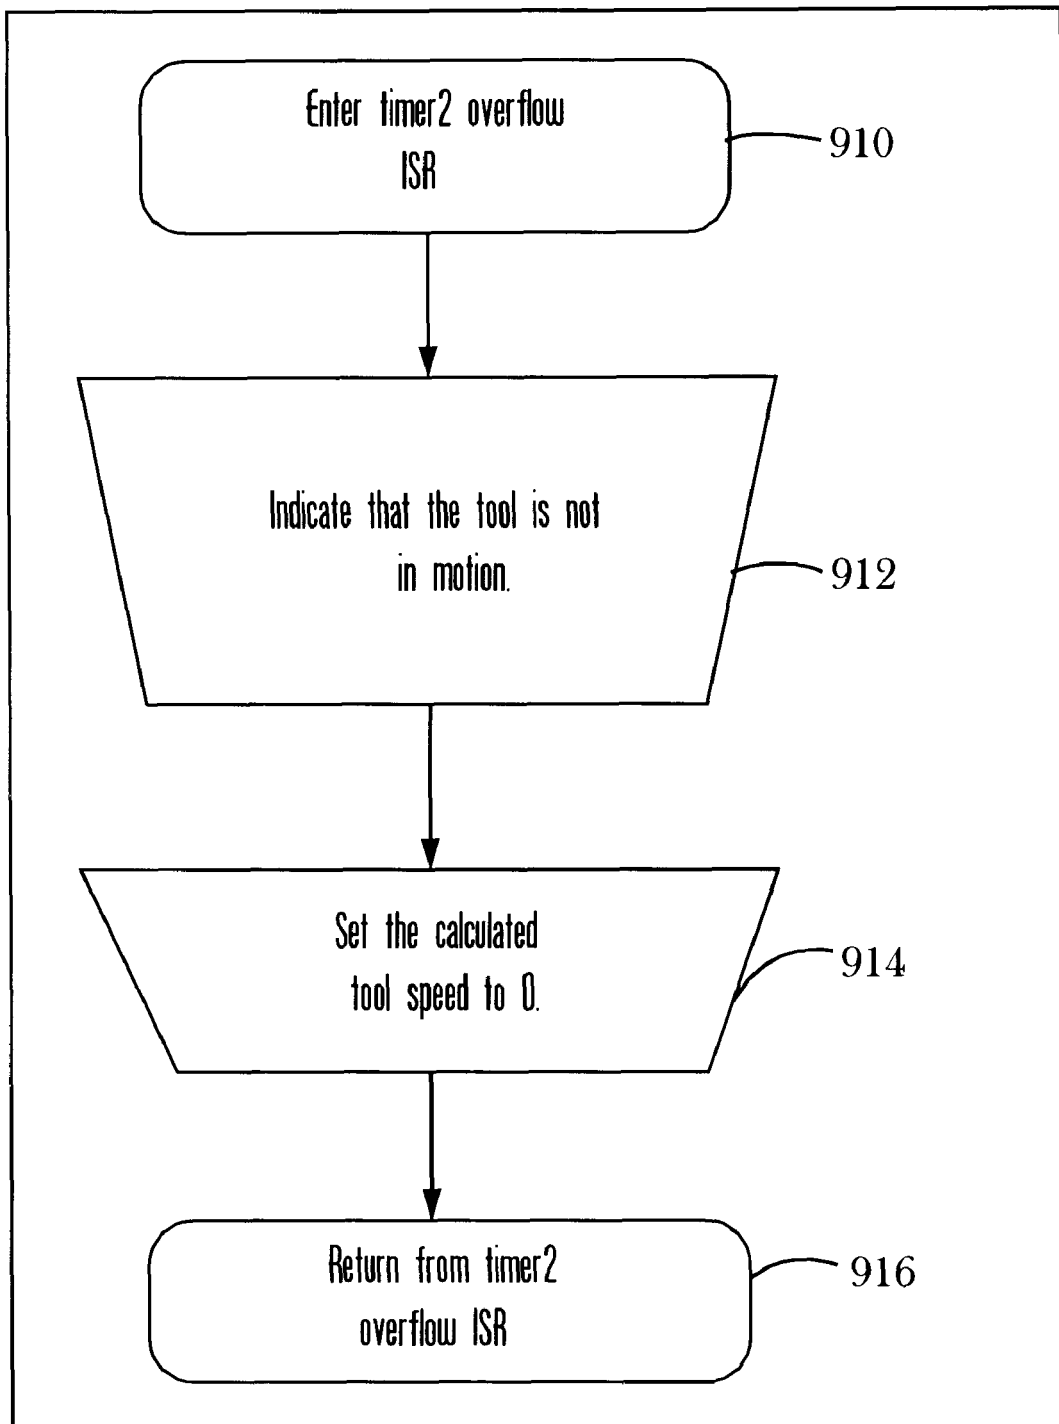 Enter timer2 overflow
ISR
910
Indicate that the tool is not
in motion.
912
Set the calculated
tool speed to 0.
914
Return from timer2
overflow ISR
916